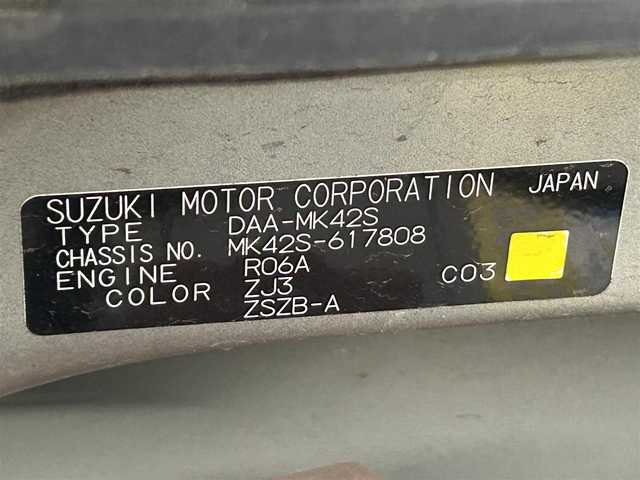 SUZUKI MOTOR CORPORATION JAPAN
TYPE DAA-MK42S
CHASSIS NO. MK42S-617808
ENGINE R06A
COLOR ZJ3 C03
ZSZB-A